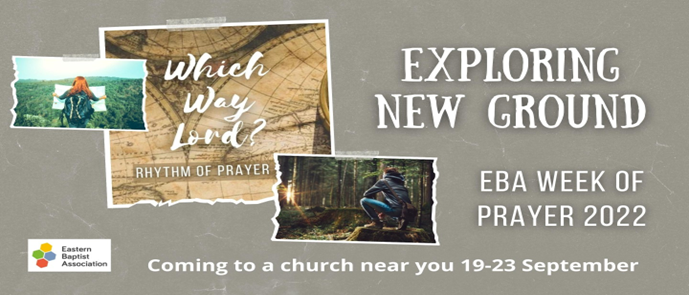 Which
Way
Lord?
RHYTHM OF PRAYER
EXPLORING
NEW GROUND
EBA WEEK OF
PRAYER 2022
Eastern
Baptist
Association
Coming to a church near you 19-23 September